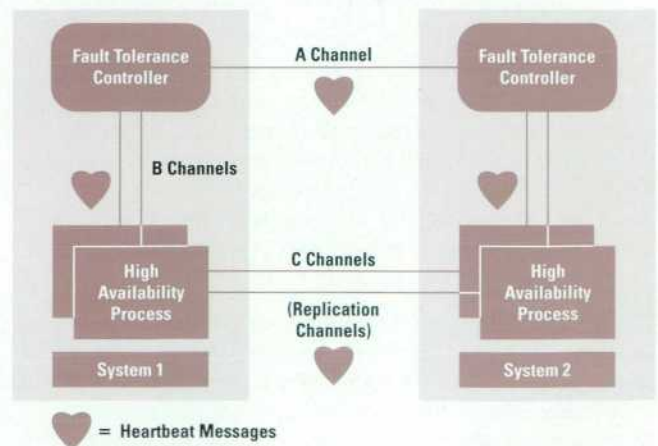 Fault Tolerance
Controller
A Channel
Fault Tolerance
Controller
B Channels
High
Availability
Process
C Channels
(Replication
Channels)
High
Availability
Process
System 1
System 2
= Heartbeat Messages